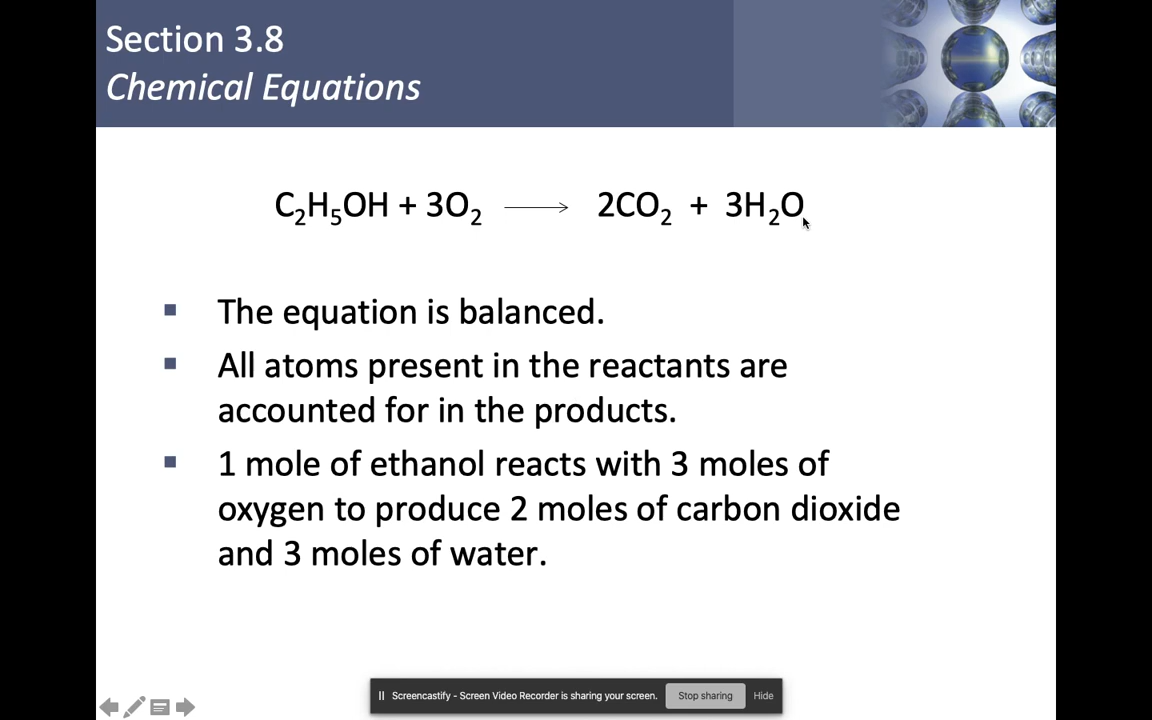 Section 3.8
Chemical Equations
C₂H₅OH + 3O₂ ⟶ 2CO₂ + 3H₂O
▪ The equation is balanced.
▪ All atoms present in the reactants are
accounted for in the products.
▪ 1 mole of ethanol reacts with 3 moles of
oxygen to produce 2 moles of carbon dioxide
and 3 moles of water.
Screencastify - Screen Video Recorder is sharing your screen. Stop sharing Hide